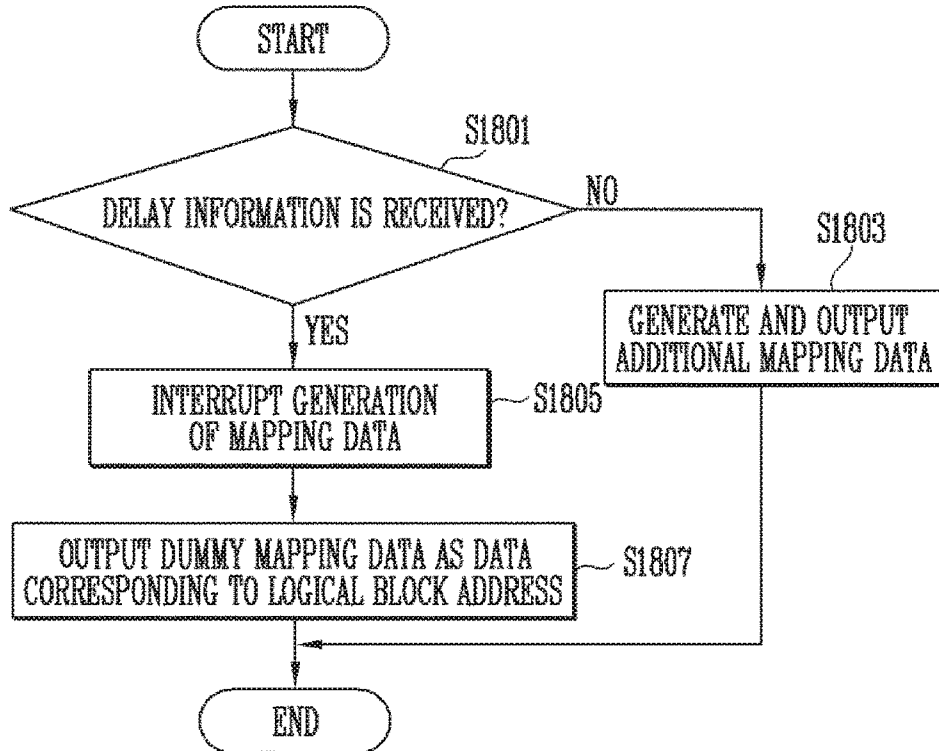 START
S1801
DELAY INFORMATION IS RECEIVED?
NO
S1803
YES
GENERATE AND OUTPUT
ADDITIONAL MAPPING DATA
INTERRUPT GENERATION
OF MAPPING DATA
S1805
OUTPUT DUMMY MAPPING DATA AS DATA
CORRESPONDING TO LOGICAL BLOCK ADDRESS
S1807
END